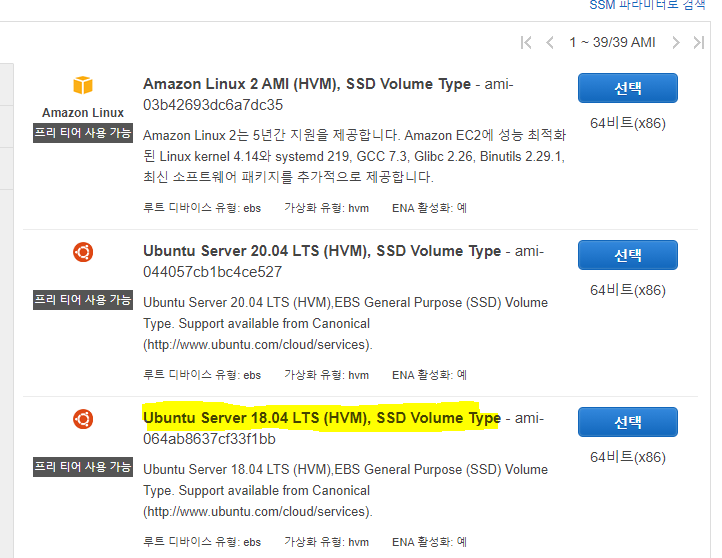 SSM 파라미터로 검색
1 ~ 39/39 AMI
Amazon Linux
프리 티어 사용 가능
Amazon Linux 2 AMI (HVM), SSD Volume Type - ami-
03b42693dc6a7dc35
Amazon Linux 2는 5년간 지원을 제공합니다. Amazon EC2에 성능 최적화
된 Linux kernel 4.14와 systemd 219, GCC 7.3, Glibc 2.26, Binutils 2.29.1,
최신 소프트웨어 패키지를 추가적으로 제공합니다.
루트 디바이스 유형: ebs 가상화 유형: hvm ENA 활성화: 예
선택
64비트(x86)
프리 티어 사용 가능
Ubuntu Server 20.04 LTS (HVM), SSD Volume Type - ami-
044057cb1bc4ce527
Ubuntu Server 20.04 LTS (HVM),EBS General Purpose (SSD) Volume
Type. Support available from Canonical
(http://www.ubuntu.com/cloud/services).
루트 디바이스 유형: ebs 가상화 유형: hvm ENA 활성화: 예
선택
64비트(x86)
프리 티어 사용 가능
Ubuntu Server 18.04 LTS (HVM), SSD Volume Type - ami-
064ab8637cf33f1bb
Ubuntu Server 18.04 LTS (HVM),EBS General Purpose (SSD) Volume
Type. Support available from Canonical
(http://www.ubuntu.com/cloud/services).
루트 디바이스 유형: ebs 가상화 유형: hvm ENA 활성화: 예
선택
64비트(x86)